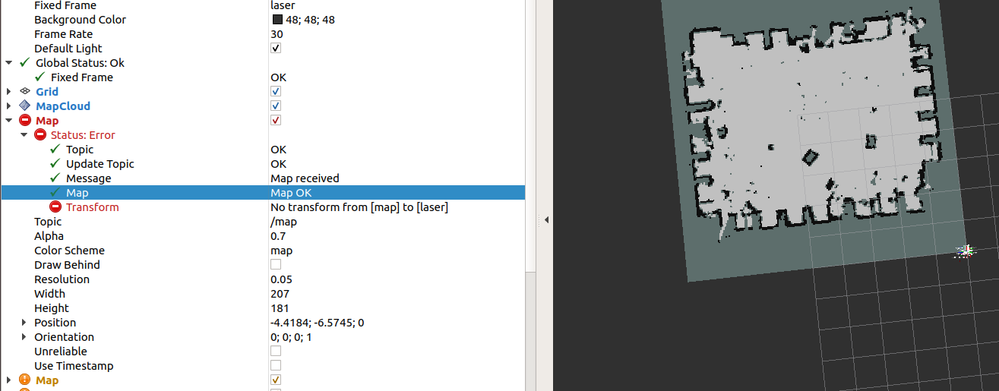 Fixed Frame laser
Background Color 48; 48; 48
Frame Rate 30
Default Light
Global Status: Ok
Fixed Frame OK
Grid
MapCloud
Map
Status: Error
Topic OK
Update Topic OK
Message Map received
Map Map OK
Transform No transform from [map] to [laser]
Topic /map
Alpha 0.7
Color Scheme map
Draw Behind
Resolution 0.05
Width 207
Height 181
Position -4.4184; -6.5745; 0
Orientation 0; 0; 0; 1
Unreliable
Use Timestamp
Map